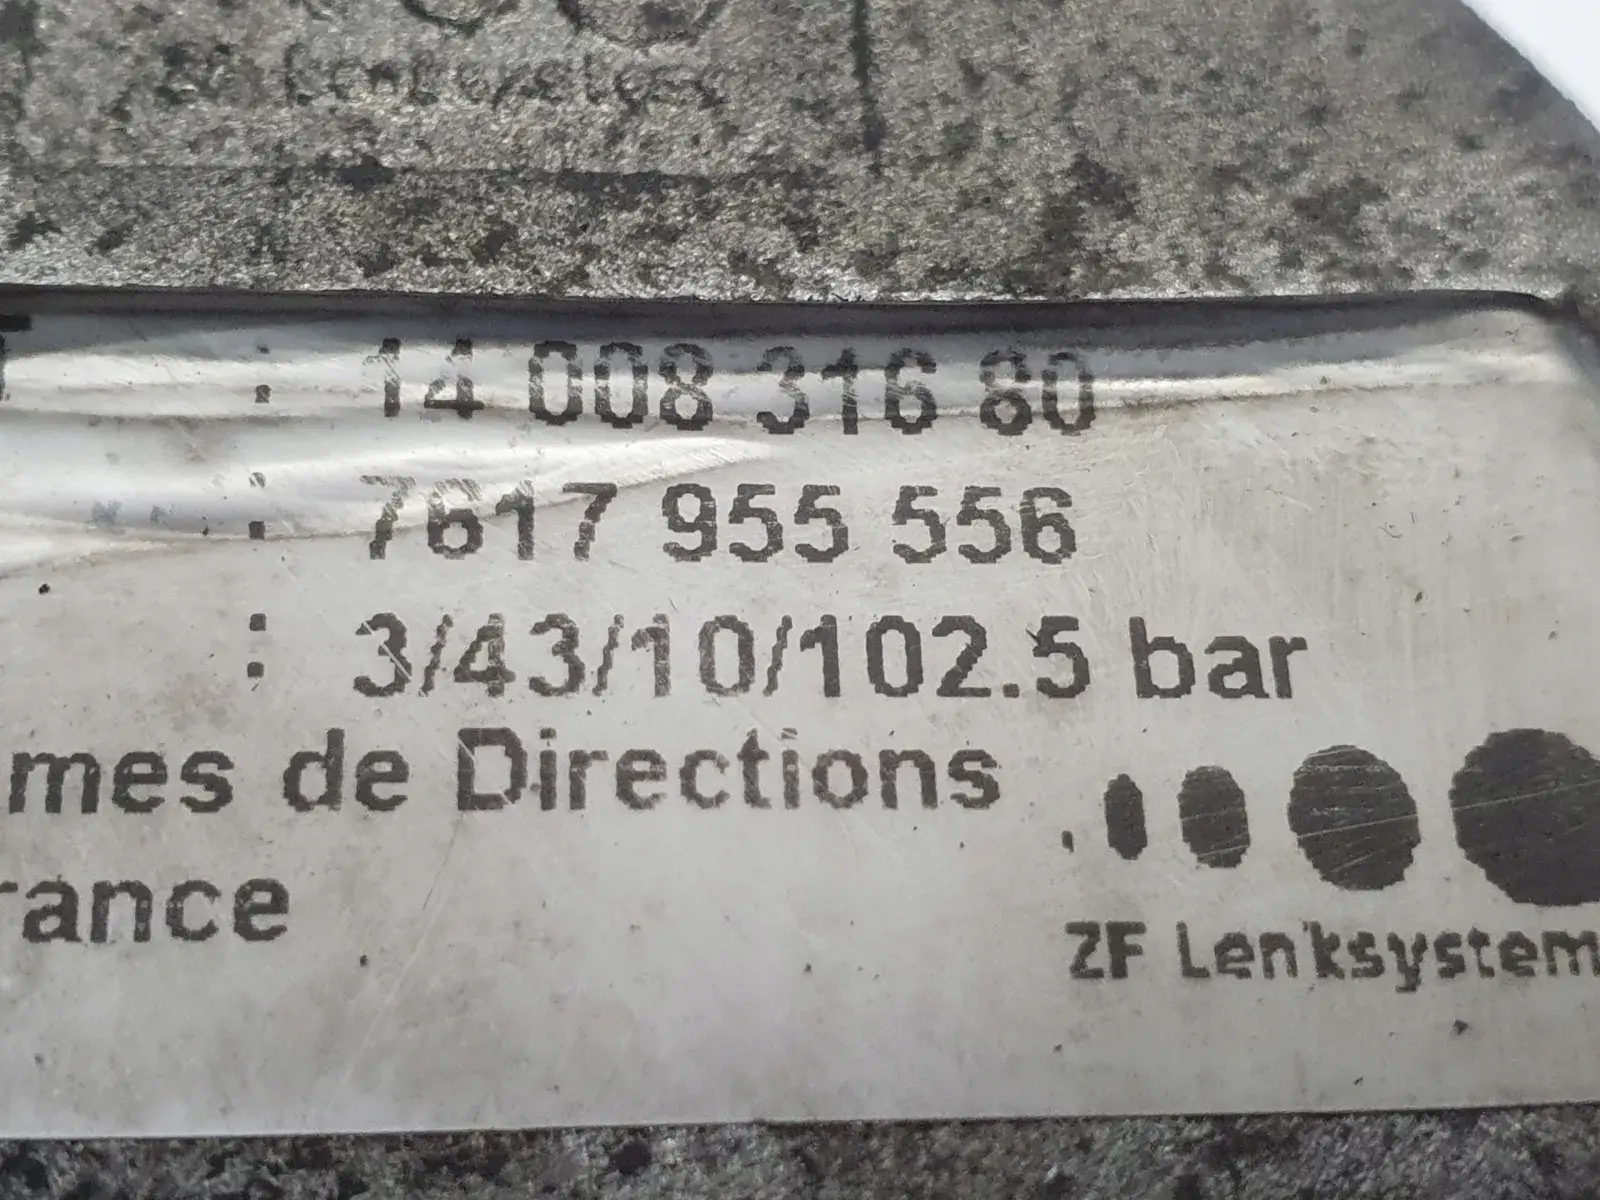 : 14 008 316 80
: 7617 955 556
: 3/43/10/102.5 bar
mes de Directions
rance
ZF Lenksystem